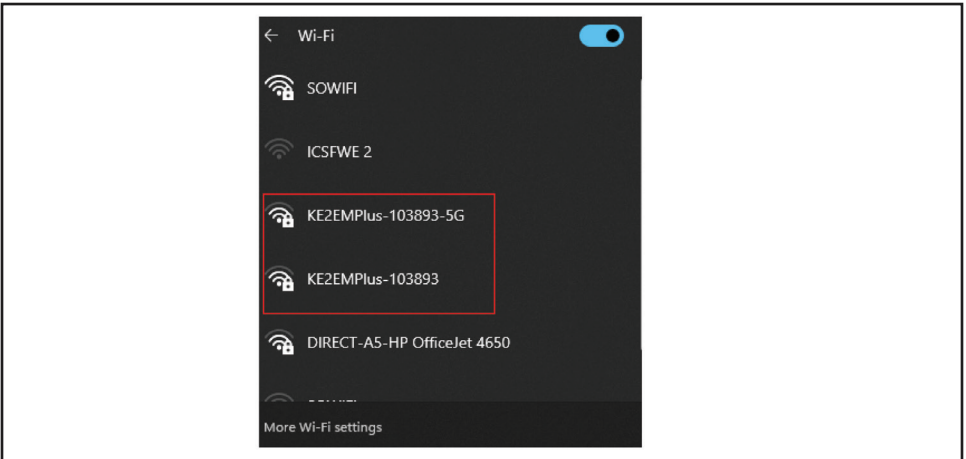 Wi-Fi
SOWIFI
ICSFWE 2
KE2EMPlus-103893-5G
KE2EMPlus-103893
DIRECT-A5-HP OfficeJet 4650
More Wi-Fi settings